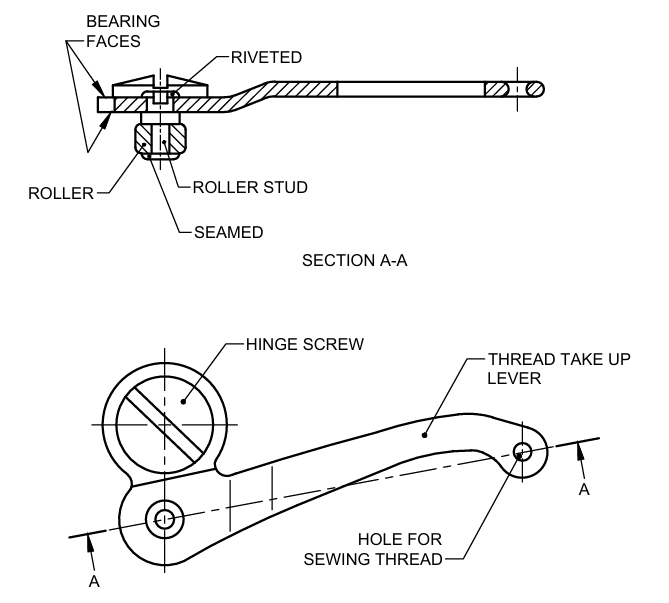 BEARING
FACES
RIVETED
ROLLER
ROLLER STUD
SEAMED
SECTION A-A
HINGE SCREW
THREAD TAKE UP
LEVER
A
HOLE FOR
SEWING THREAD
A